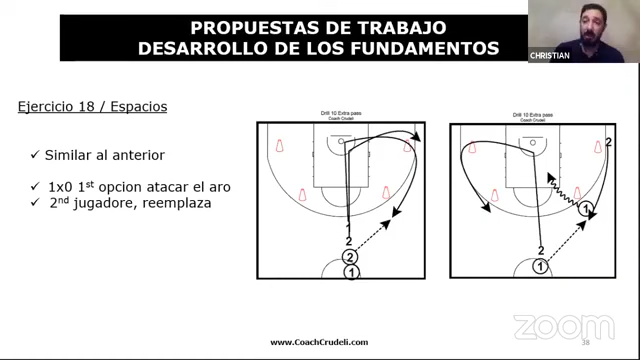 PROPUESTAS DE TRABAJO
DESARROLLO DE LOS FUNDAMENTOS
CHRISTIAN
Ejercicio 18 / Espacios
✓ Similar al anterior
✓ 1x0 1st opcion atacar el aro
✓ 2nd jugadore, reemplaza
Drill 10 Extra pass
Coach Crudeli
1
2
2
1
Drill 10 Extra pass
Coach Crudeli
2
1
2
1
www.CoachCrudeli.com
38
zoom